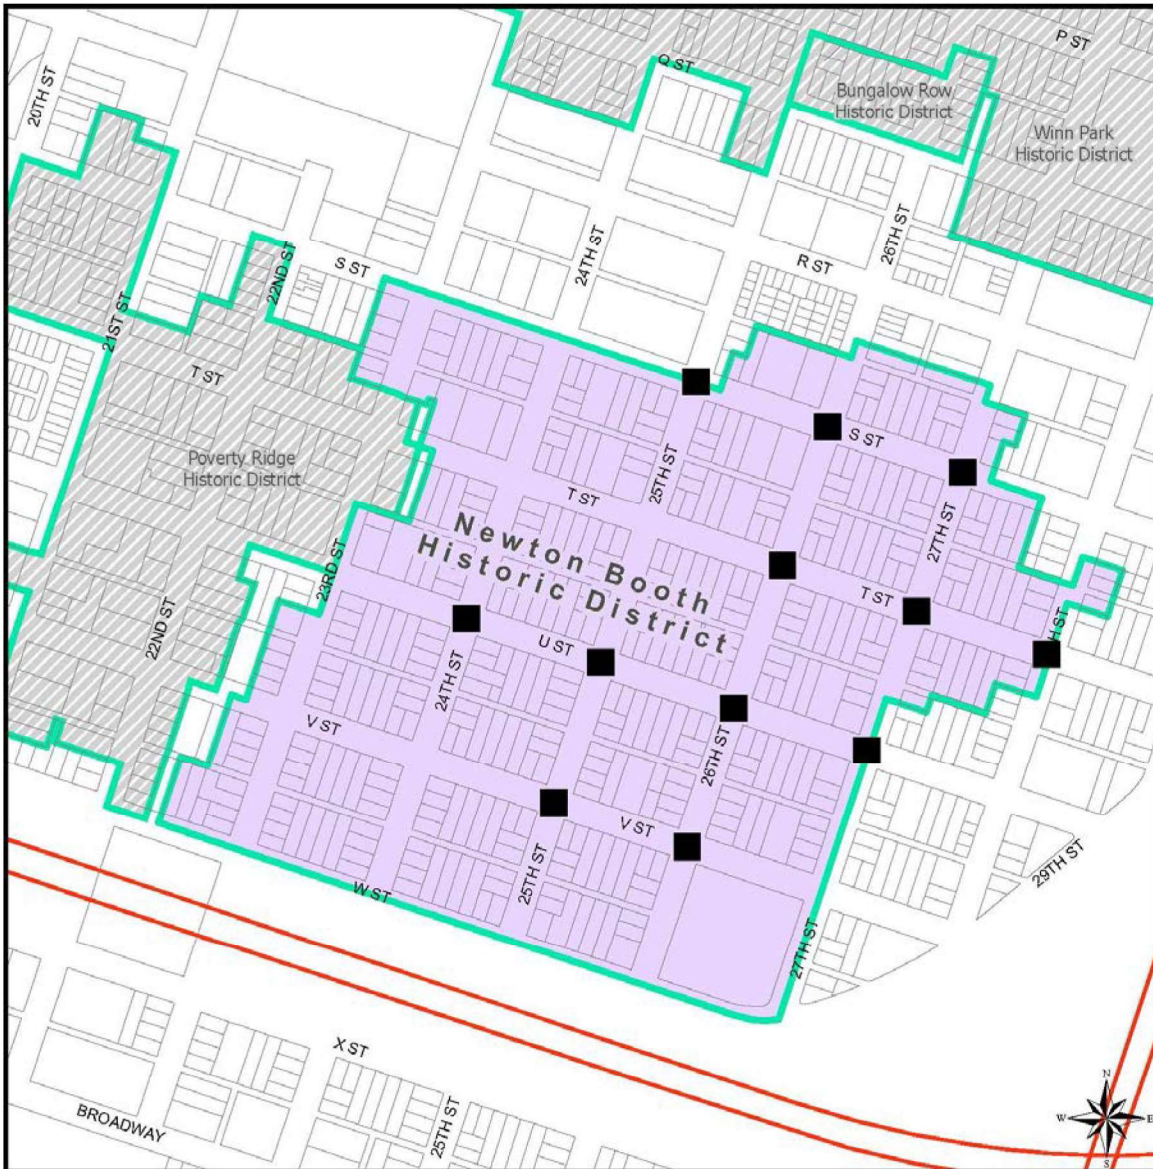 P ST
Q ST
20TH ST
Bungalow Row
Historic District
Winn Park
Historic District
26TH ST
24TH ST
22ND ST
S ST
R ST
21ST ST
T ST
S ST
25TH ST
Poverty Ridge
Historic District
T ST
27TH ST
Newton Booth
Historic District
23RD ST
T ST
22ND ST
U ST
H ST
24TH ST
V ST
26TH ST
V ST
25TH ST
29TH ST
W ST
27TH ST
X ST
25TH ST
BROADWAY
N
W
E
S